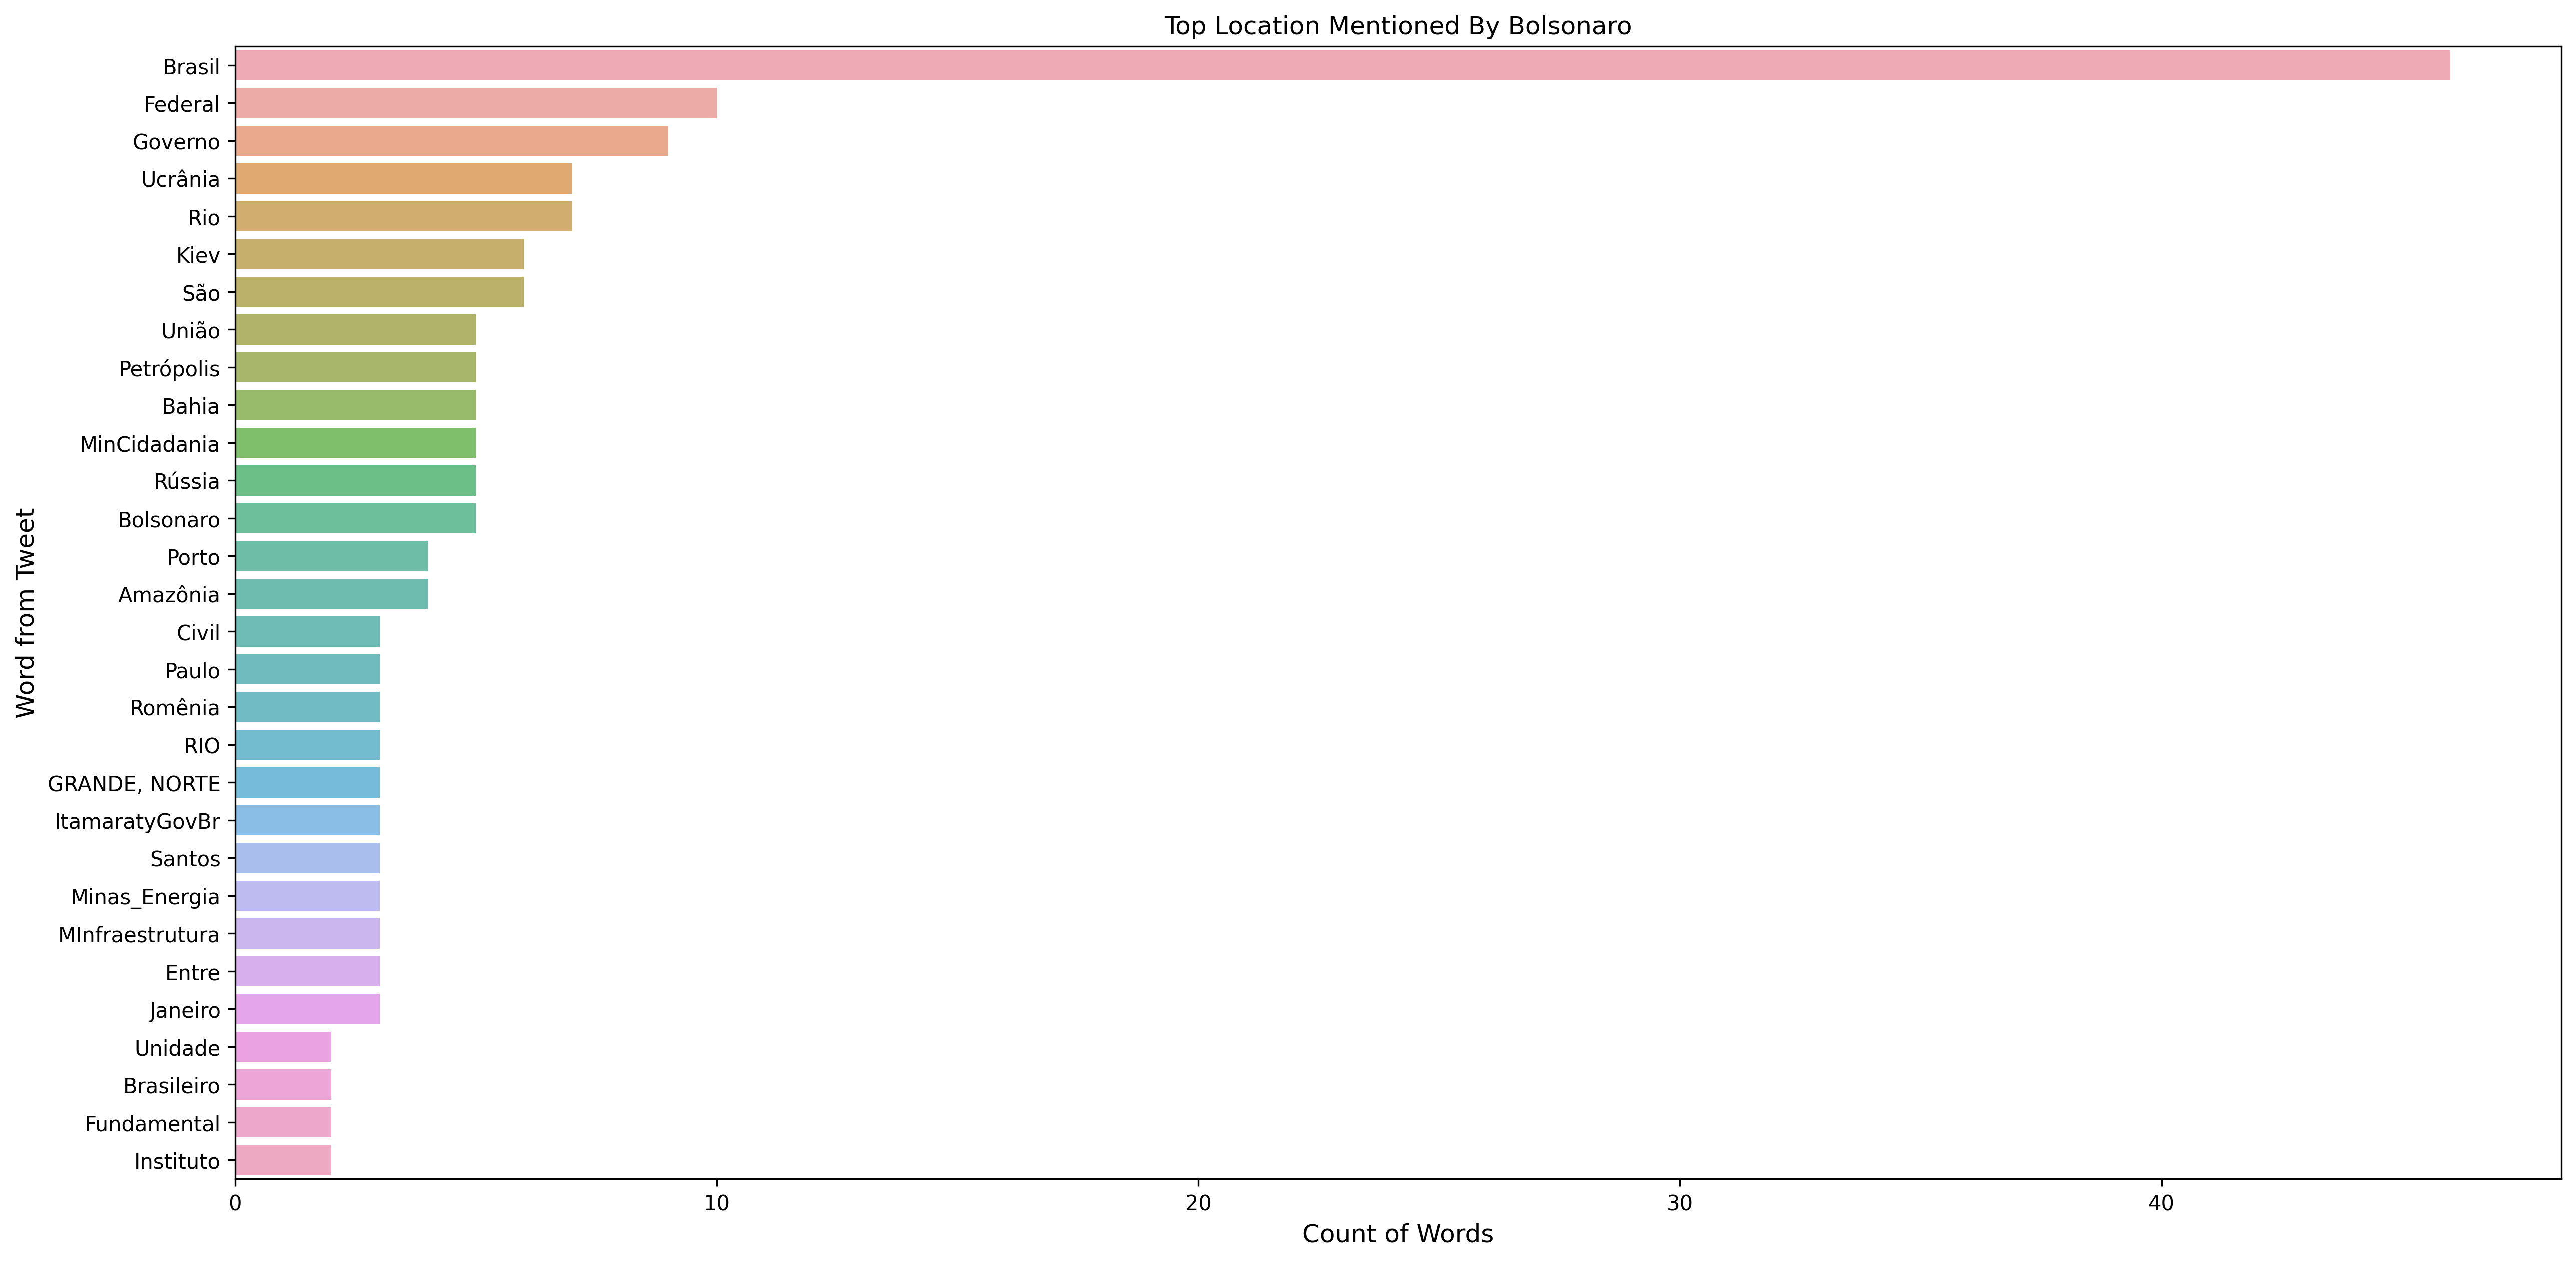 Top Location Mentioned By Bolsonaro
Brasil
Federal
Governo
Ucrânia
Rio
Kiev
São
União
Petrópolis
Bahia
MinCidadania
Rússia
Bolsonaro
Porto
Amazônia
Civil
Paulo
Romênia
RIO
GRANDE, NORTE
ItamaratyGovBr
Santos
Minas_Energia
MInfraestrutura
Entre
Janeiro
Unidade
Brasileiro
Fundamental
Instituto
Word from Tweet
0 10 20 30 40
Count of Words